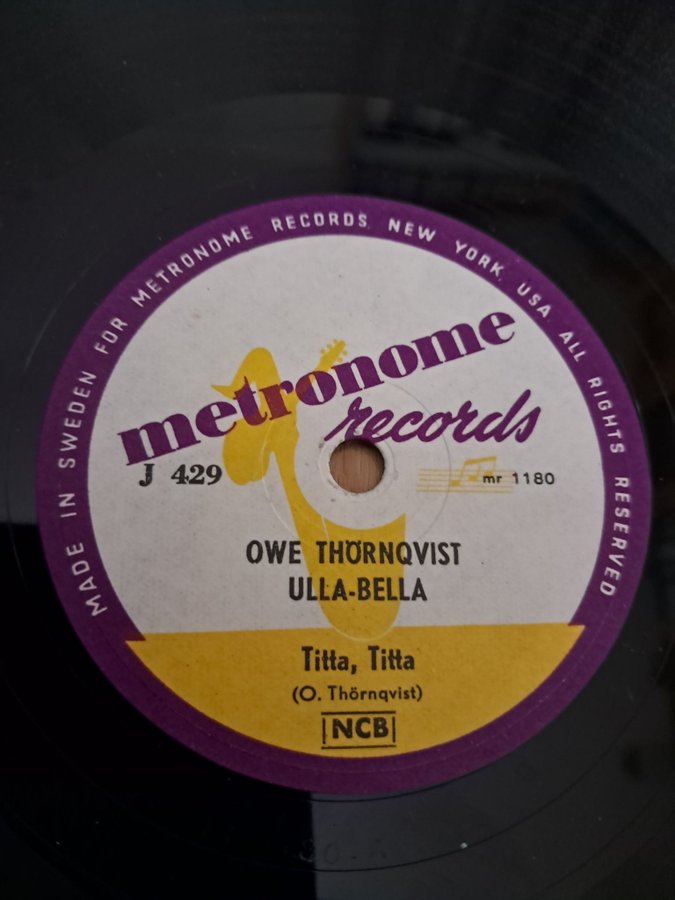 MADE IN SWEDEN FOR METRONOME RECORDS, NEW YORK, USA. ALL RIGHTS RESERVED
metronome
records
J 429
mr 1180
OWE THÖRNQVIST
ULLA-BELLA
Titta, Titta
(O. Thörnqvist)
NCB